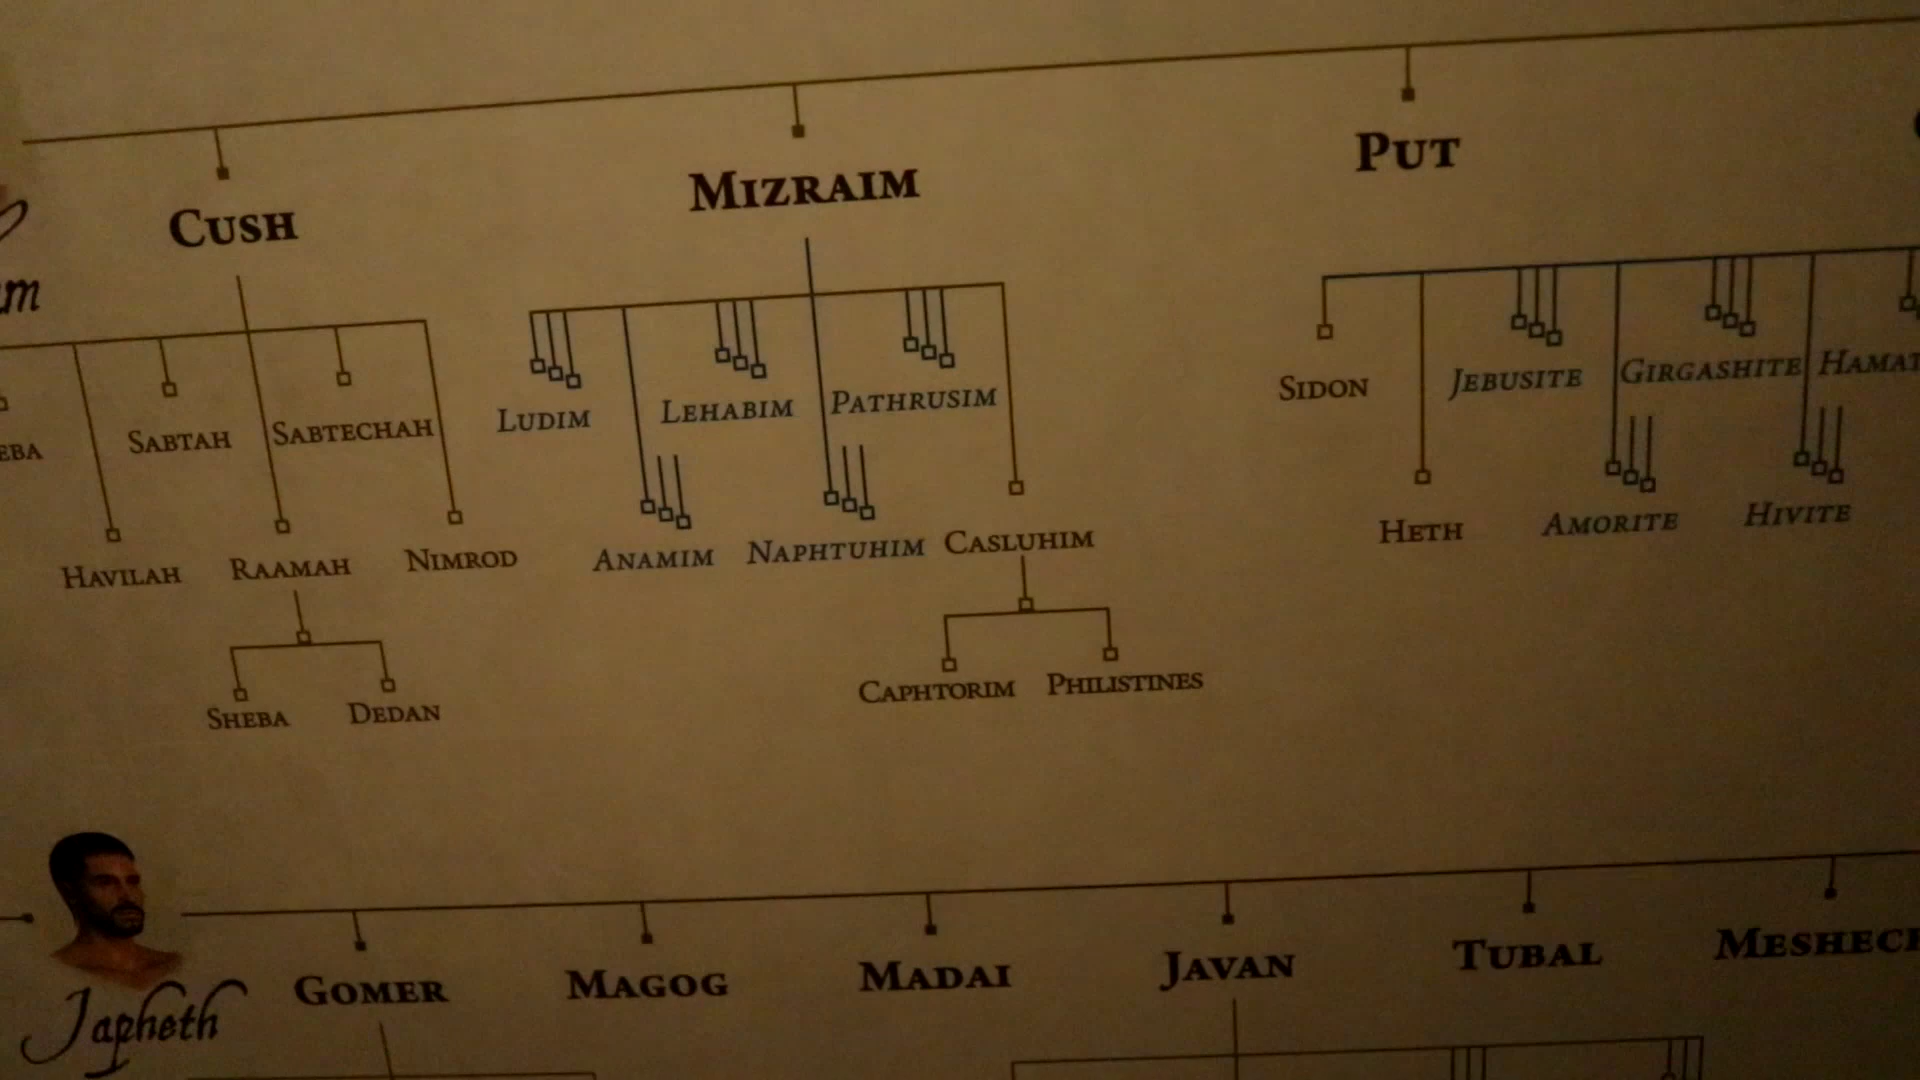 PUT
MIZRAIM
CUSH
SIDON
JEBUSITE
GIRGASHITE
SABTAH
SABTECHAH
LUDIM
LEHABIM
PATHRUSIM
HETH
AMORITE
HIVITE
HAVILAH
RAAMAH
NIMROD
ANAMIM
NAPHTUHIM
CASLUHIM
SHEBA
DEDAN
CAPHTORIM
PHILISTINES
Japheth
GOMER
MAGOG
MADAI
JAVAN
TUBAL